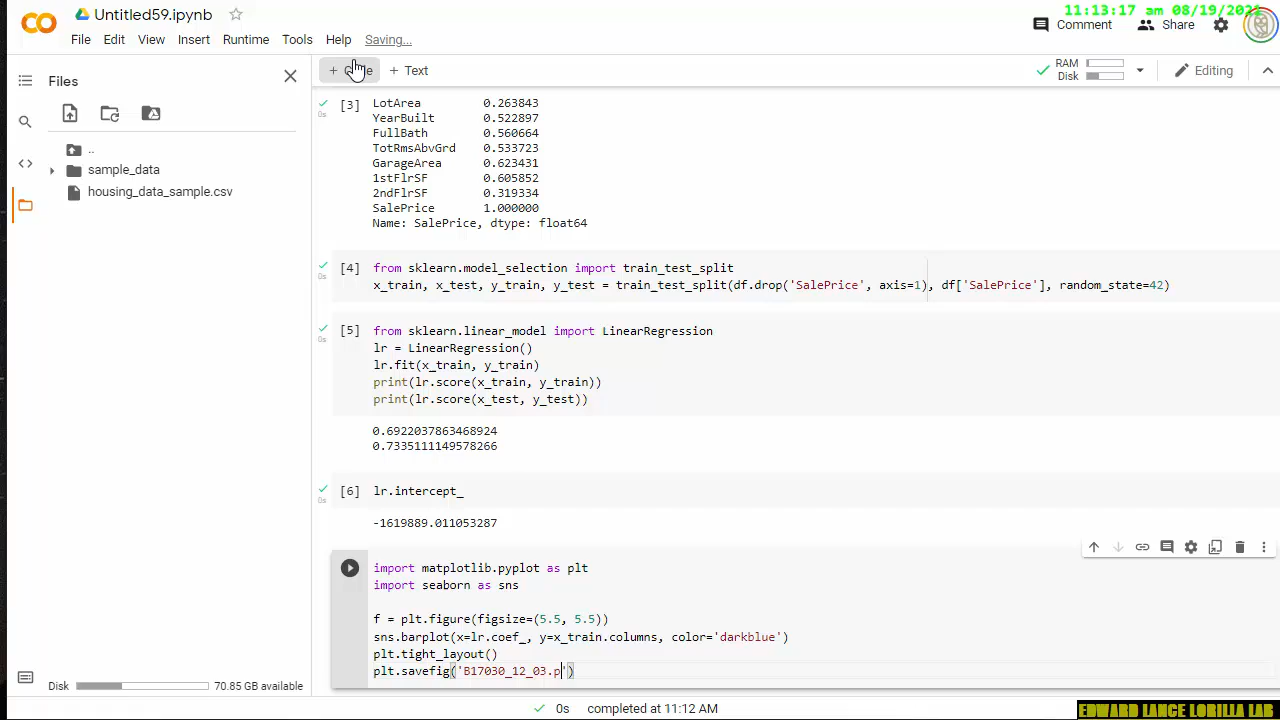 Untitled59.ipynb
11:13:17 am 08/19/202
File Edit View Insert Runtime Tools Help Saving...
Comment Share
Files
+ Text
RAM
Disk
Editing
..
sample_data
housing_data_sample.csv
[3]
0s
LotArea 0.263843
YearBuilt 0.522897
FullBath 0.560664
TotRmsAbvGrd 0.533723
GarageArea 0.623431
1stFlrSF 0.605852
2ndFlrSF 0.319334
SalePrice 1.000000
Name: SalePrice, dtype: float64
[4] from sklearn.model_selection import train_test_split
0s
x_train, x_test, y_train, y_test = train_test_split(df.drop('SalePrice', axis=1), df['SalePrice'], random_state=42)
[5] from sklearn.linear_model import LinearRegression
0s
lr = LinearRegression()
lr.fit(x_train, y_train)
print(lr.score(x_train, y_train))
print(lr.score(x_test, y_test))
0.6922037863468924
0.7335111149578266
[6] lr.intercept_
0s
-1619889.011053287
import matplotlib.pyplot as plt
import seaborn as sns
f = plt.figure(figsize=(5.5, 5.5))
sns.barplot(x=lr.coef_, y=x_train.columns, color='darkblue')
plt.tight_layout()
plt.savefig('B17030_12_03.p')
Disk 70.85 GB available
0s completed at 11:12 AM
EDWARD LANCE LORILLA LAB